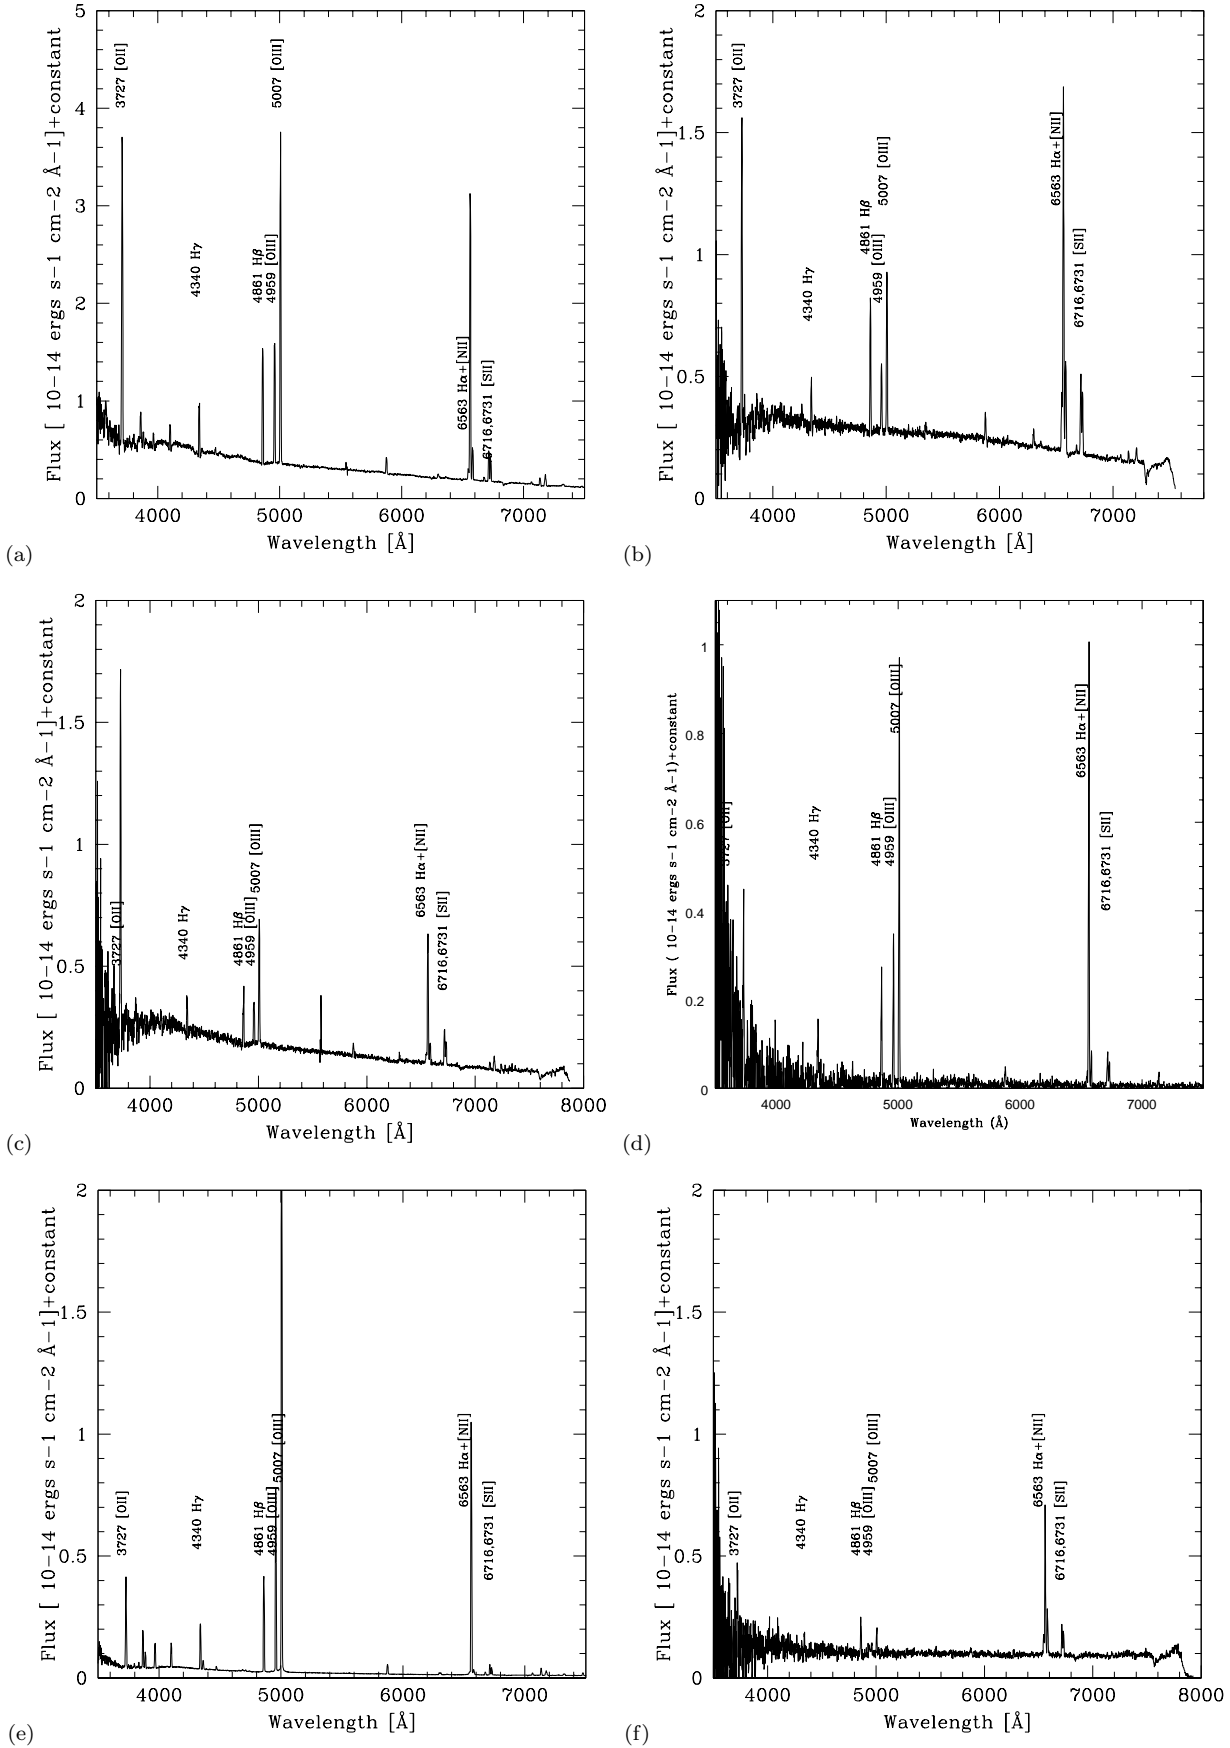 5
4
3
2
1
0
Flux [ 10−14 ergs s−1 cm−2 Å−1]+constant
3727 [OII]
4340 Hγ
4861 Hβ
4959 [OIII]
5007 [OIII]
6563 Hα+[NII]
6716,6731 [SII]
4000 5000 6000 7000
Wavelength [Å]
(a)
2
1.5
1
0.5
0
Flux [ 10−14 ergs s−1 cm−2 Å−1]+constant
3727 [OII]
4340 Hγ
4861 Hβ
4959 [OIII]
5007 [OIII]
6563 Hα+[NII]
6716,6731 [SII]
4000 5000 6000 7000
Wavelength [Å]
(b)
2
1.5
1
0.5
0
Flux [ 10−14 ergs s−1 cm−2 Å−1]+constant
3727 [OII]
4340 Hγ
4861 Hβ
4959 [OIII]
5007 [OIII]
6563 Hα+[NII]
6716,6731 [SII]
4000 5000 6000 7000 8000
Wavelength [Å]
(c)
1
0.8
0.6
0.4
0.2
0
Flux ( 10−14 ergs s−1 cm−2 Å−1)+constant
3727 [OII]
4340 Hγ
4861 Hβ
4959 [OIII]
5007 [OIII]
6563 Hα+[NII]
6716,6731 [SII]
4000 5000 6000 7000
Wavelength (Å)
(d)
2
1.5
1
0.5
0
Flux [ 10−14 ergs s−1 cm−2 Å−1]+constant
3727 [OII]
4340 Hγ
4861 Hβ
4959 [OIII]
5007 [OIII]
6563 Hα+[NII]
6716,6731 [SII]
4000 5000 6000 7000
Wavelength [Å]
(e)
2
1.5
1
0.5
0
Flux [ 10−14 ergs s−1 cm−2 Å−1]+constant
3727 [OII]
4340 Hγ
4861 Hβ
4959 [OIII]
5007 [OIII]
6563 Hα+[NII]
6716,6731 [SII]
4000 5000 6000 7000 8000
Wavelength [Å]
(f)